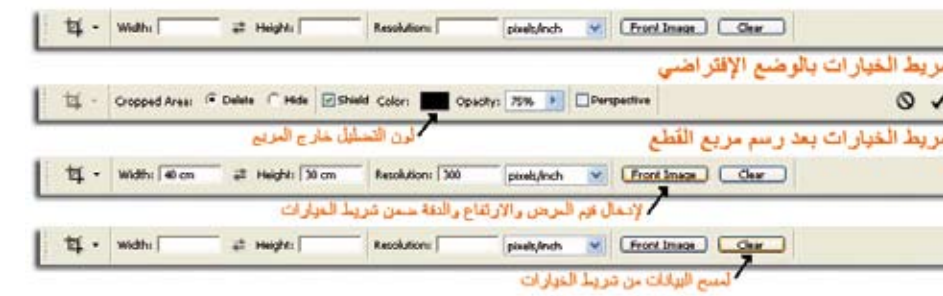 Width: Height: Resolution: pixels/inch Front Image Clear
شريط الخيارات بالوضع الإفتراضي
Cropped Area: Delete Hide Shield Color: Opacity: 75% Perspective
لون التضليل خارج المربع
شريط الخيارات بعد رسم مربع القطع
Width: 40 cm Height: 30 cm Resolution: 300 pixels/inch Front Image Clear
لإدخال قيم العرض والارتفاع والدقة ضمن شريط الخيارات
Width: Height: Resolution: pixels/inch Front Image Clear
لمسح البيانات من شريط الخيارات